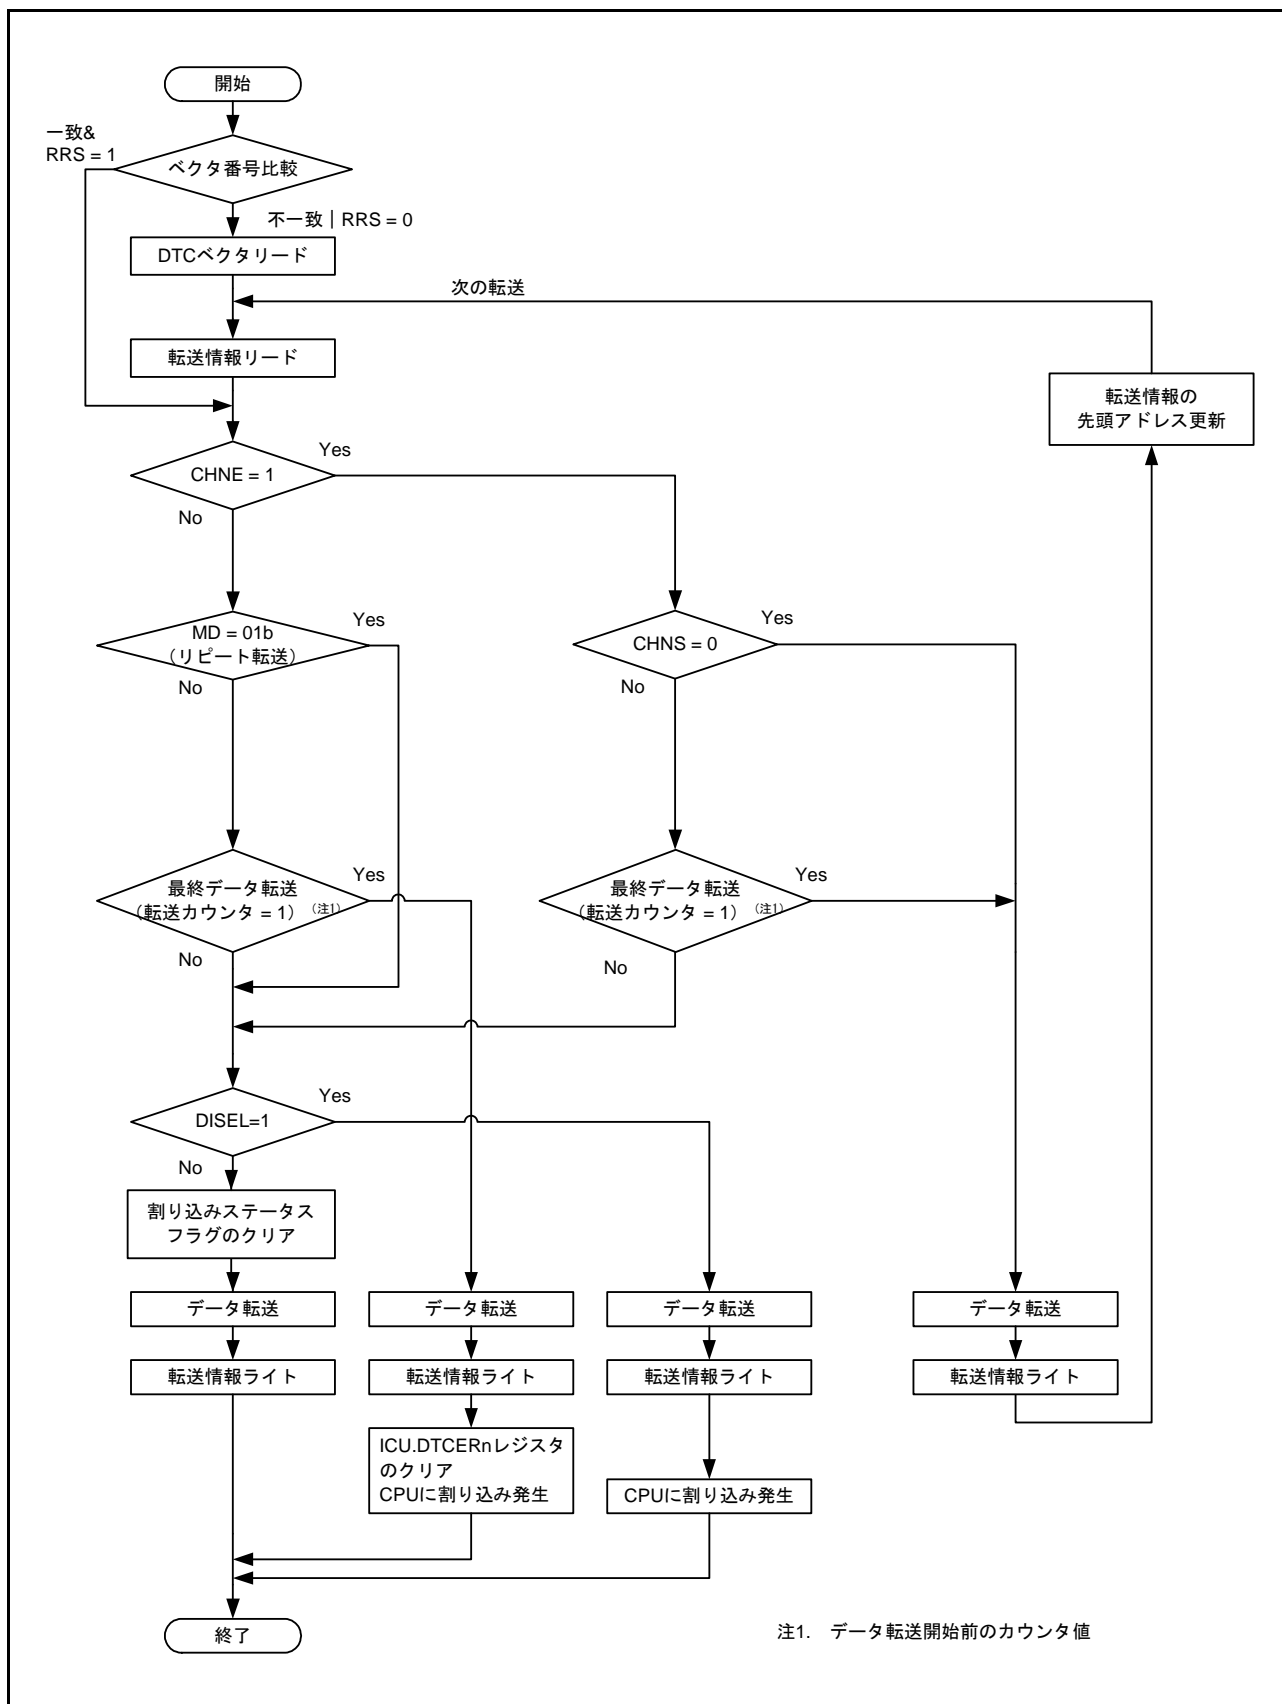 開始
一致&
RRS = 1
ベクタ番号比較
不一致｜RRS = 0
DTCベクタリード
次の転送
転送情報リード
転送情報の
先頭アドレス更新
Yes
CHNE = 1
No
MD = 01b
（リピート転送）
Yes
No
CHNS = 0
Yes
No
最終データ転送
（転送カウンタ = 1）（注1）
Yes
No
最終データ転送
（転送カウンタ = 1）（注1）
Yes
No
DISEL=1
Yes
No
割り込みステータス
フラグのクリア
データ転送
データ転送
データ転送
データ転送
転送情報ライト
転送情報ライト
転送情報ライト
転送情報ライト
ICU.DTCERnレジスタ
のクリア
CPUに割り込み発生
CPUに割り込み発生
終了
注1.　データ転送開始前のカウンタ値